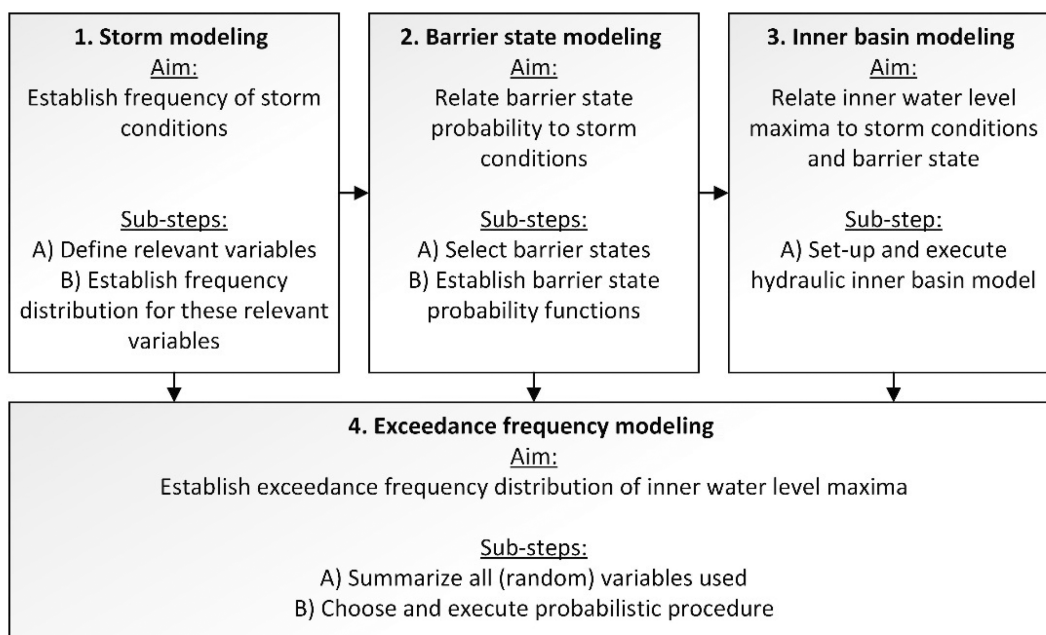 1. Storm modeling
Aim:
Establish frequency of storm
conditions
Sub-steps:
A) Define relevant variables
B) Establish frequency
distribution for these relevant
variables
2. Barrier state modeling
Aim:
Relate barrier state
probability to storm
conditions
Sub-steps:
A) Select barrier states
B) Establish barrier state
probability functions
3. Inner basin modeling
Aim:
Relate inner water level
maxima to storm conditions
and barrier state
Sub-step:
A) Set-up and execute
hydraulic inner basin model
4. Exceedance frequency modeling
Aim:
Establish exceedance frequency distribution of inner water level maxima
Sub-steps:
A) Summarize all (random) variables used
B) Choose and execute probabilistic procedure